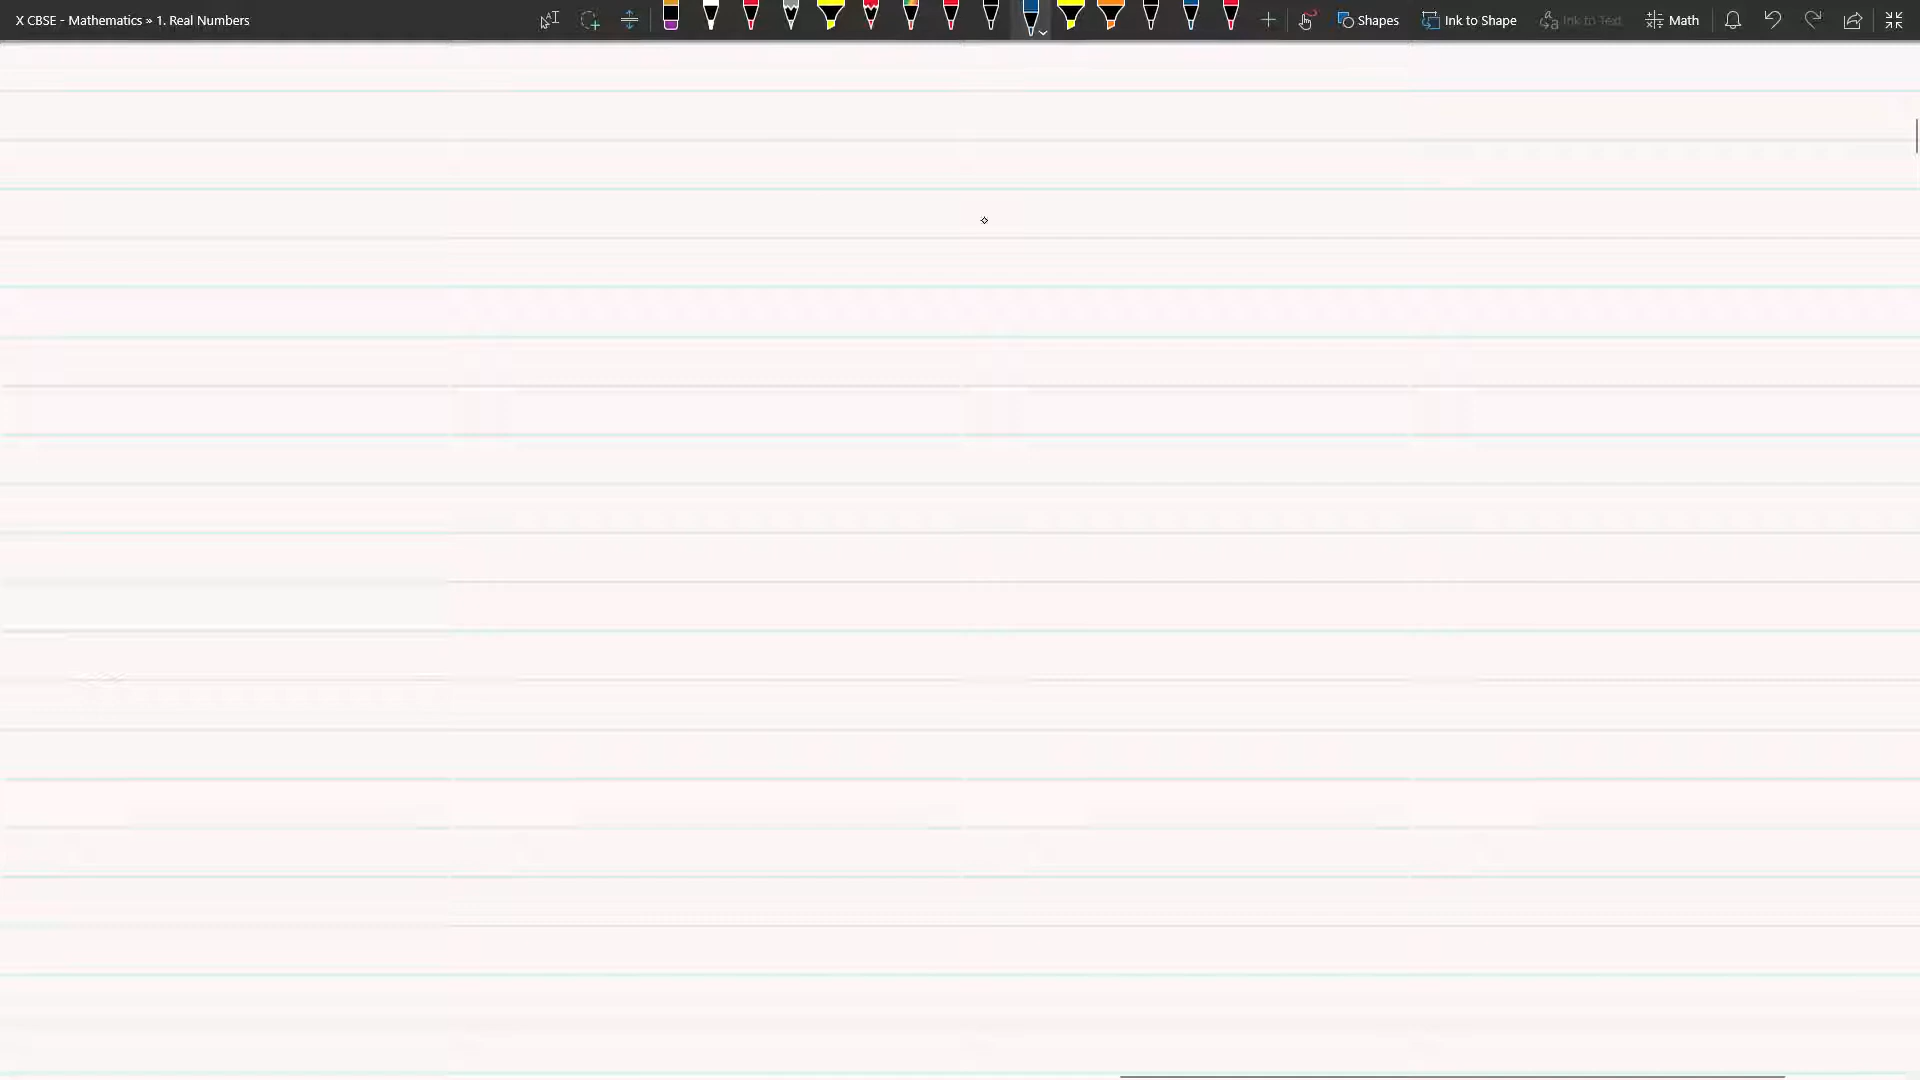 X CBSE - Mathematics » 1. Real Numbers
Shapes
Ink to Shape
Ink to Text
Math